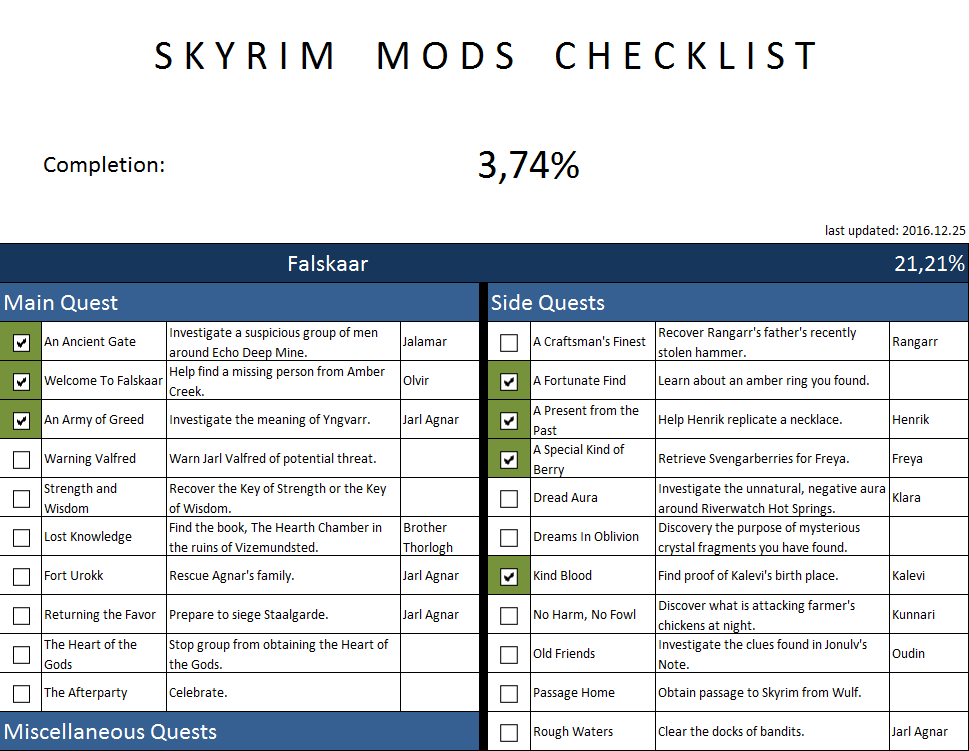 SKYRIM MODS CHECKLIST
Completion:
3,74%
last updated: 2016.12.25
Falskaar
21,21%
Main Quest
An Ancient Gate
Investigate a suspicious group of men
around Echo Deep Mine.
Jalamar
Welcome To Falskaar
Help find a missing person from Amber
Creek.
Olvir
An Army of Greed
Investigate the meaning of Yngvarr.
Jarl Agnar
Warning Valfred
Warn Jarl Valfred of potential threat.
Strength and
Wisdom
Recover the Key of Strength or the Key
of Wisdom.
Lost Knowledge
Find the book, The Hearth Chamber in
the ruins of Vizemundsted.
Brother
Thorlogh
Fort Urokk
Rescue Agnar's family.
Jarl Agnar
Returning the Favor
Prepare to siege Staalgarde.
Jarl Agnar
The Heart of the
Gods
Stop group from obtaining the Heart of
the Gods.
The Afterparty
Celebrate.
Miscellaneous Quests
Side Quests
A Craftsman's Finest
Recover Rangarr's father's recently
stolen hammer.
Rangarr
A Fortunate Find
Learn about an amber ring you found.
A Present from the
Past
Help Henrik replicate a necklace.
Henrik
A Special Kind of
Berry
Retrieve Svengarberries for Freya.
Freya
Dread Aura
Investigate the unnatural, negative aura
around Riverwatch Hot Springs.
Klara
Dreams In Oblivion
Discovery the purpose of mysterious
crystal fragments you have found.
Kind Blood
Find proof of Kalevi's birth place.
Kalevi
No Harm, No Fowl
Discover what is attacking farmer's
chickens at night.
Kunnari
Old Friends
Investigate the clues found in Jonulv's
Note.
Oudin
Passage Home
Obtain passage to Skyrim from Wulf.
Rough Waters
Clear the docks of bandits.
Jarl Agnar